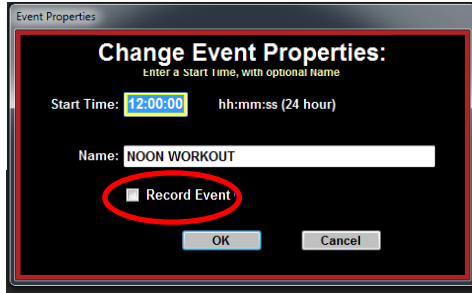 Event Properties
Change Event Properties:
Enter a Start Time, with optional Name
Start Time: 12:00:00 hh:mm:ss (24 hour)
Name: NOON WORKOUT
Record Event
OK Cancel